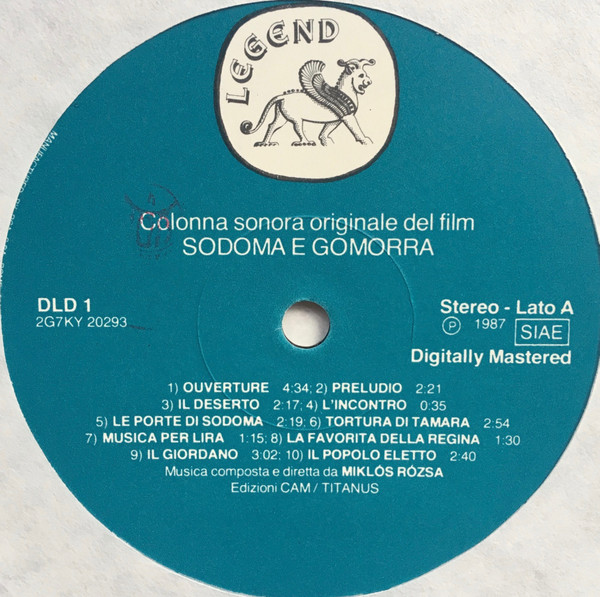 LEGEND
Colonna sonora originale del film
SODOMA E GOMORRA
DLD 1
2G7KY 20293
Stereo - Lato A
Ⓟ 1987 SIAE
Digitally Mastered
1) OUVERTURE 4:34; 2) PRELUDIO 2:21
3) IL DESERTO 2:17; 4) L'INCONTRO 0:35
5) LE PORTE DI SODOMA 2:19; 6) TORTURA DI TAMARA 2:54
7) MUSICA PER LIRA 1:15; 8) LA FAVORITA DELLA REGINA 1:30
9) IL GIORDANO 3:02; 10) IL POPOLO ELETTO 2:40
Musica composta e diretta da MIKLÓS RÓZSA
Edizioni CAM / TITANUS